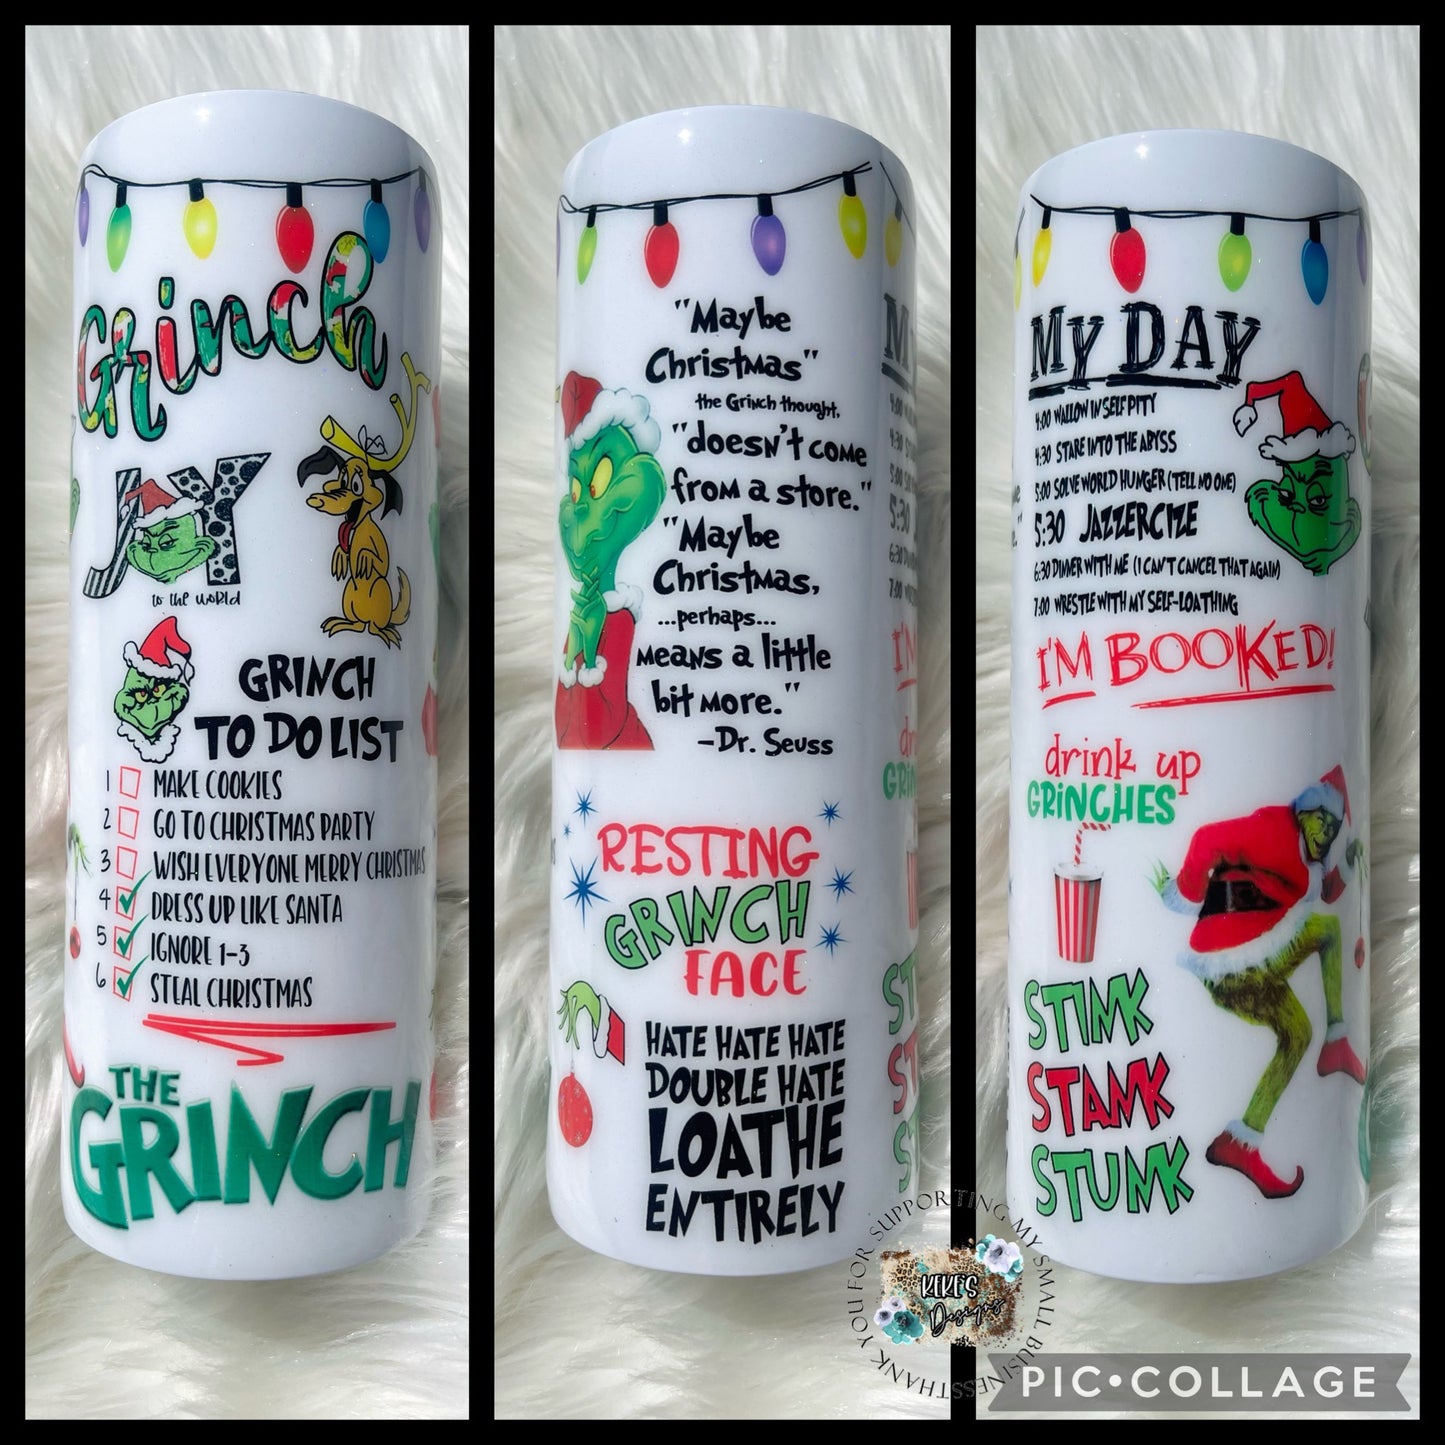 Grinch
JOY
to the world
GRINCH
TO DO LIST
1 MAKE COOKIES
2 GO TO CHRISTMAS PARTY
3 WISH EVERYONE MERRY CHRISTMAS
4 DRESS UP LIKE SANTA
5 IGNORE 1-3
6 STEAL CHRISTMAS
THE
GRINCH
"Maybe
Christmas"
the Grinch thought,
"doesn't come
from a store."
"Maybe
Christmas,
...perhaps...
means a little
bit more."
-Dr. Seuss
RESTING
GRINCH
FACE
HATE HATE HATE
DOUBLE HATE
LOATHE
ENTIRELY
MY DAY
4:00 WALLOW IN SELF PITY
4:30 STARE INTO THE ABYSS
5:00 SOLVE WORLD HUNGER (TELL NO ONE)
5:30 JAZZERCIZE
6:30 DINNER WITH ME (I CAN'T CANCEL THAT AGAIN)
7:00 WRESTLE WITH MY SELF-LOATHING
I'M BOOKED!
drink up
GRINCHES
STINK
STANK
STUNK
THANK YOU FOR SUPPORTING MY SMALL BUSINESS
KEKE'S
Designs
PIC•COLLAGE